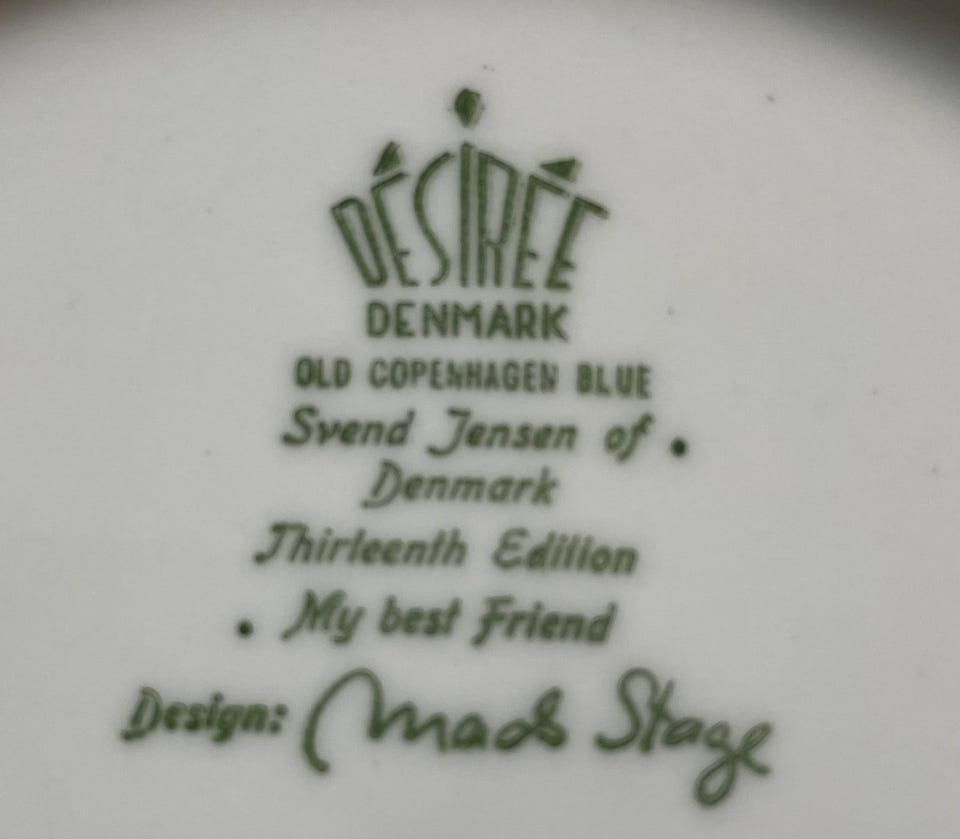 DÉSIRÉE
DENMARK
OLD COPENHAGEN BLUE
Svend Jensen of
Denmark
Thirteenth Edition
My best Friend
Design: Mads Stage